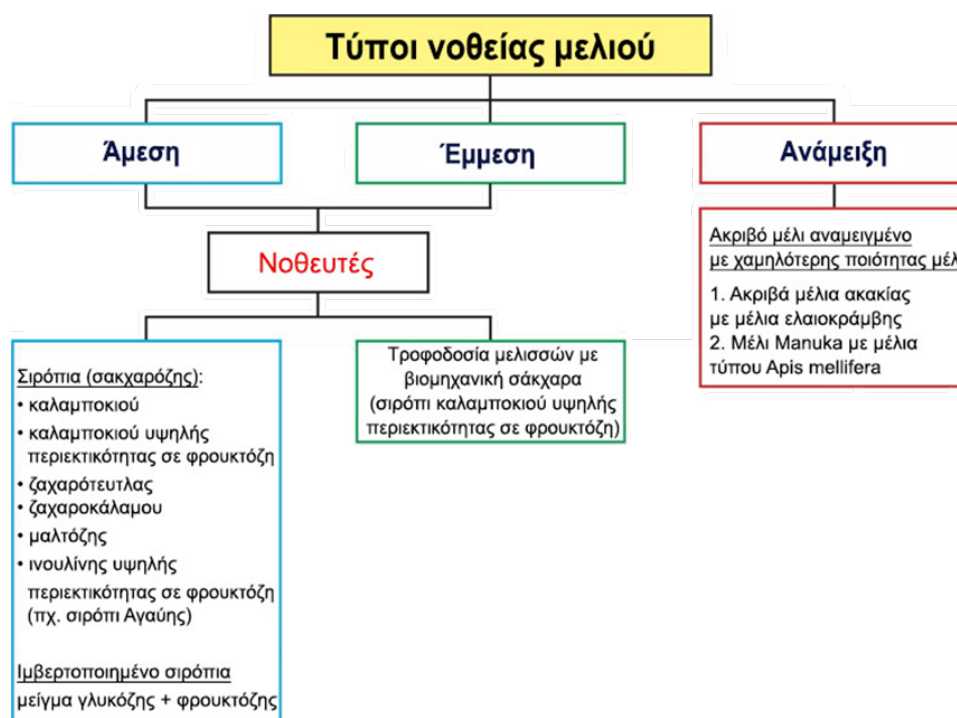 Τύποι νοθείας μελιού
Άμεση
Έμμεση
Ανάμειξη
Νοθευτές
Σιρόπια (σακχαρόζης):
• καλαμποκιού
• καλαμποκιού υψηλής
περιεκτικότητας σε φρουκτόζη
• ζαχαρότευτλας
• ζαχαροκάλαμου
• μαλτόζης
• ινουλίνης υψηλής
περιεκτικότητας σε φρουκτόζη
(πχ. σιρόπι Αγαύης)
Ιμβερτοποιημένο σιρόπια
μείγμα γλυκόζης + φρουκτόζης
Τροφοδοσία μελισσών με
βιομηχανική σάκχαρα
(σιρόπι καλαμποκιού υψηλής
περιεκτικότητας σε φρουκτόζη)
Ακριβό μέλι αναμειγμένο
με χαμηλότερης ποιότητας μέλ
1. Ακριβά μέλια ακακίας
με μέλια ελαιοκράμβης
2. Μέλι Manuka με μέλια
τύπου Apis mellifera